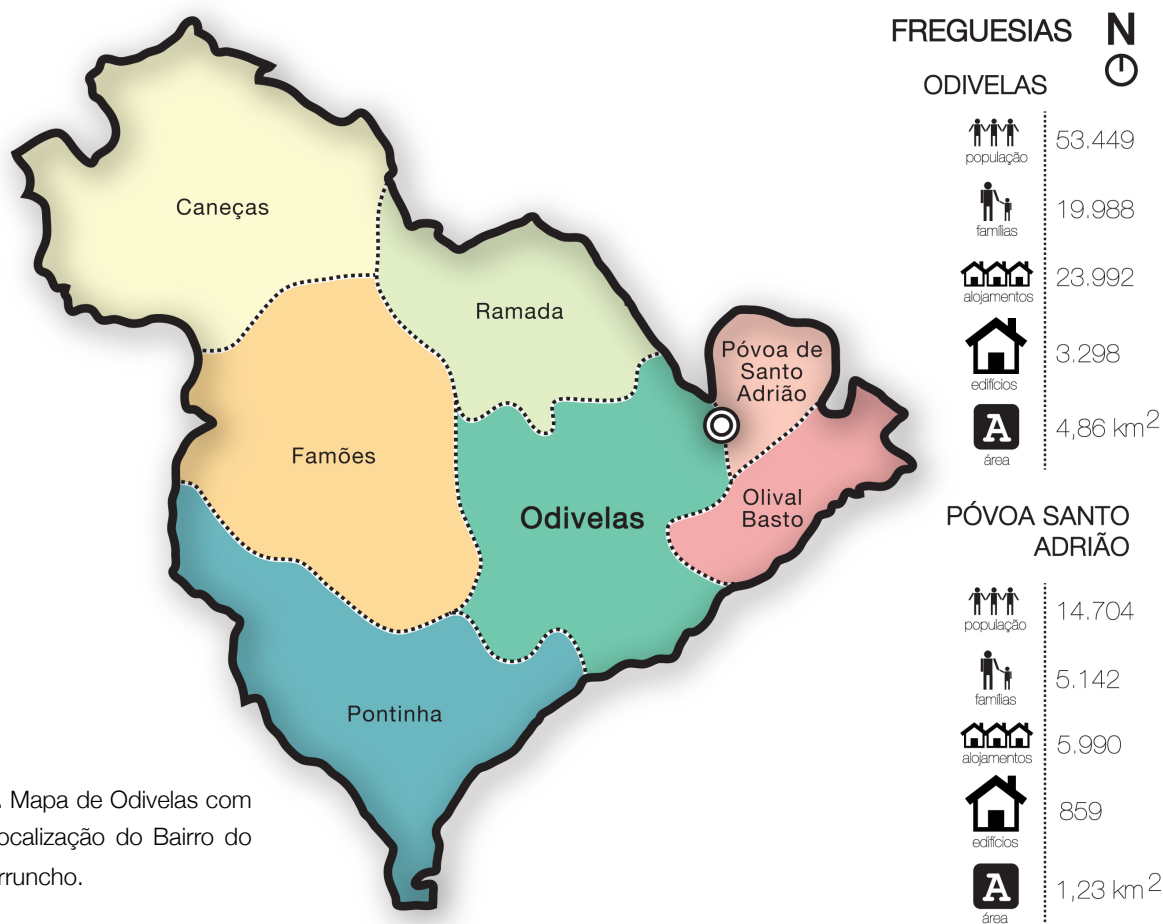 Caneças
Ramada
Póvoa de
Santo
Adrião
Famões
Odivelas
Olival
Basto
Pontinha
Mapa de Odivelas com
ocalização do Bairro do
rruncho.
FREGUESIAS N
ODIVELAS
população 53.449
famílias 19.988
alojamentos 23.992
edifícios 3.298
A
área 4,86 km2
PÓVOA SANTO
ADRIÃO
população 14.704
famílias 5.142
alojamentos 5.990
edifícios 859
A
área 1,23 km2